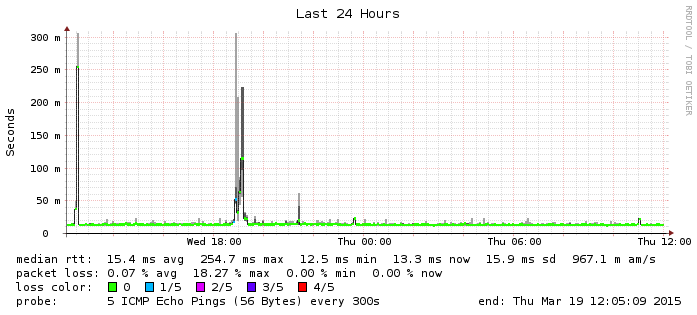 Last 24 Hours
RRDTOOL / TOBI OETIKER
Seconds
300 m
250 m
200 m
150 m
100 m
50 m
0
Wed 18:00 Thu 00:00 Thu 06:00 Thu 12:00
median rtt: 15.4 ms avg 254.7 ms max 12.5 ms min 13.3 ms now 15.9 ms sd 967.1 m am/s
packet loss: 0.07 % avg 18.27 % max 0.00 % min 0.00 % now
loss color: 0 1/5 2/5 3/5 4/5
probe: 5 ICMP Echo Pings (56 Bytes) every 300s end: Thu Mar 19 12:05:09 2015